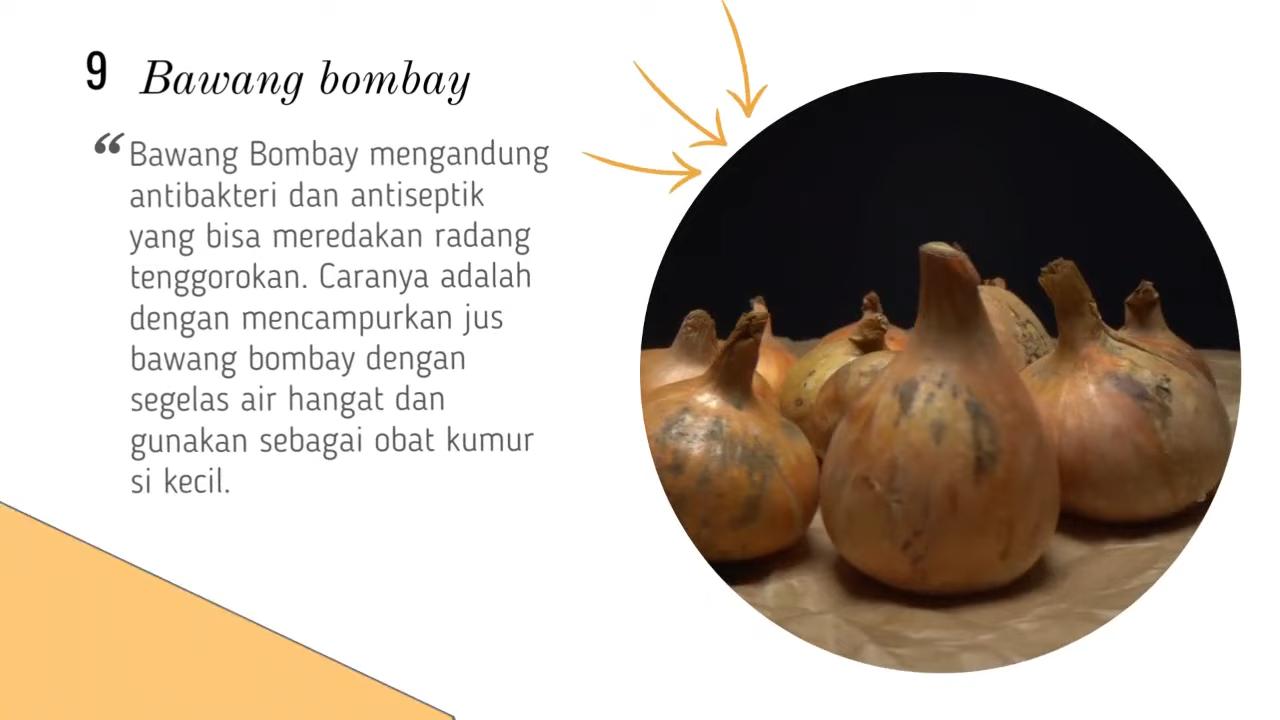 9 Bawang bombay
“Bawang Bombay mengandung
antibakteri dan antiseptik
yang bisa meredakan radang
tenggorokan. Caranya adalah
dengan mencampurkan jus
bawang bombay dengan
segelas air hangat dan
gunakan sebagai obat kumur
si kecil.